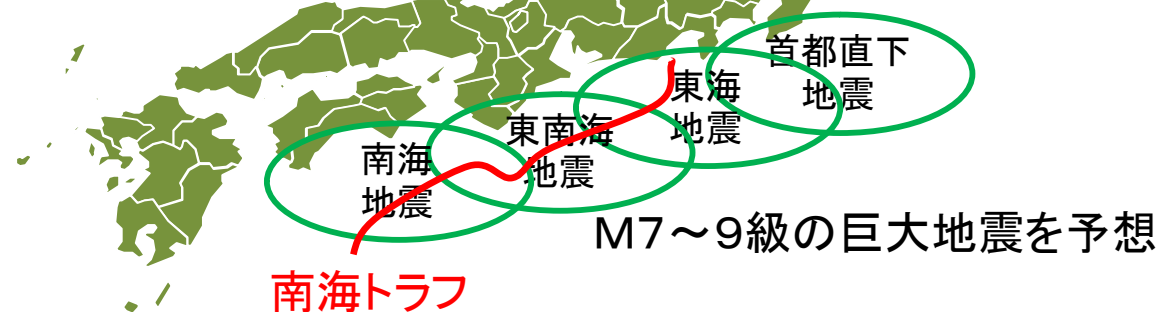 首都直下
地震
東海
地震
東南海
地震
南海
地震
M7~9級の巨大地震を予想
南海トラフ